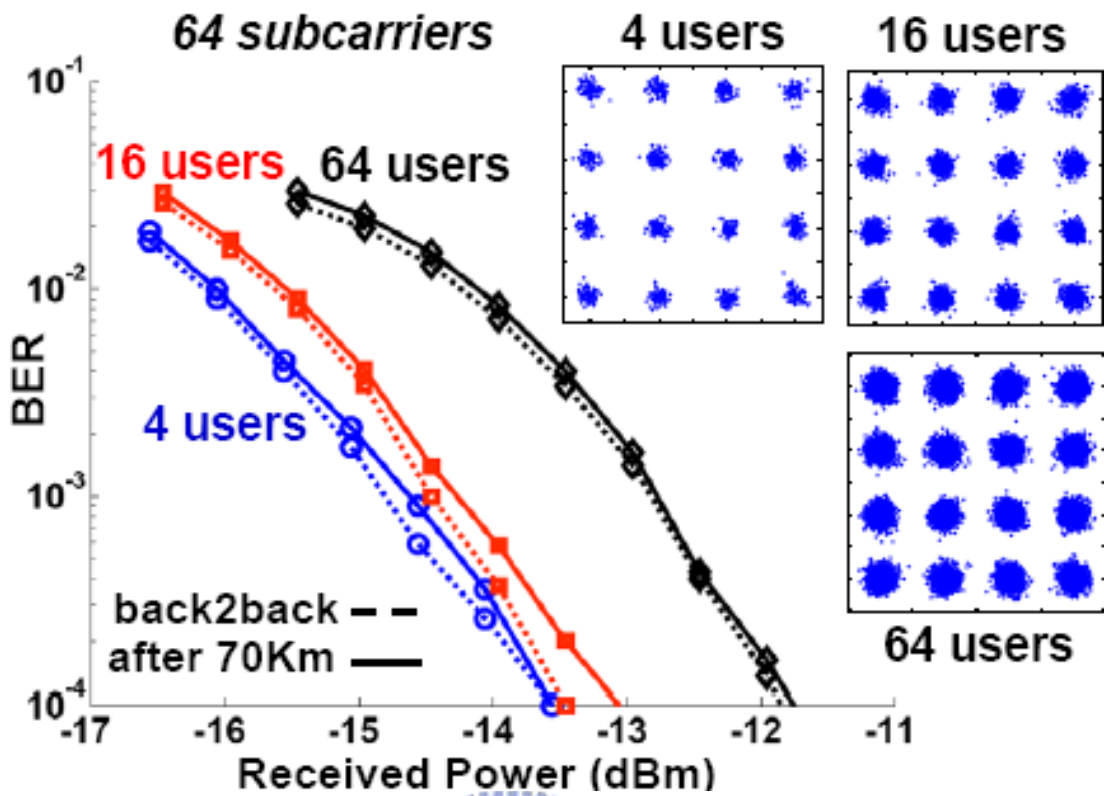 64 subcarriers
4 users
16 users
10-1
16 users
64 users
10-2
BER
4 users
10-3
back2back
after 70Km
64 users
10-4
-17 -16 -15 -14 -13 -12 -11
Received Power (dBm)